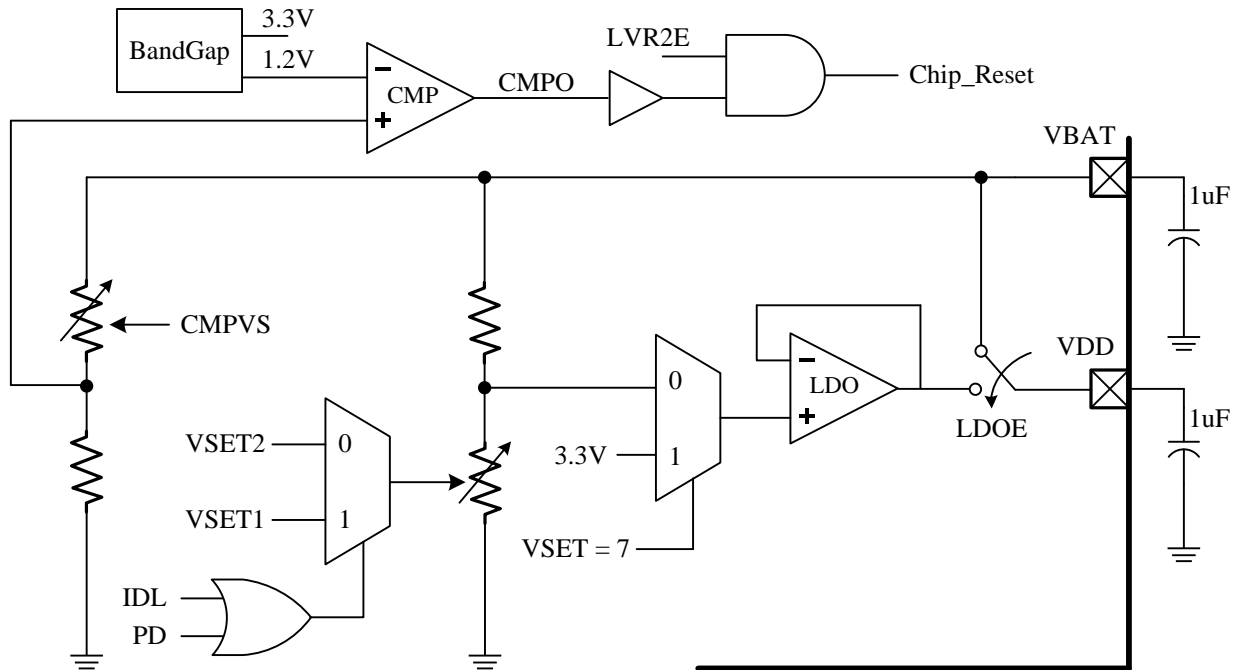 3.3V
BandGap
1.2V
LVR2E
CMP
CMPO
Chip_Reset
VBAT
1uF
CMPVS
VDD
0
LDO
1uF
VSET2
0
LDOE
3.3V
1
VSET1
1
VSET = 7
IDL
PD